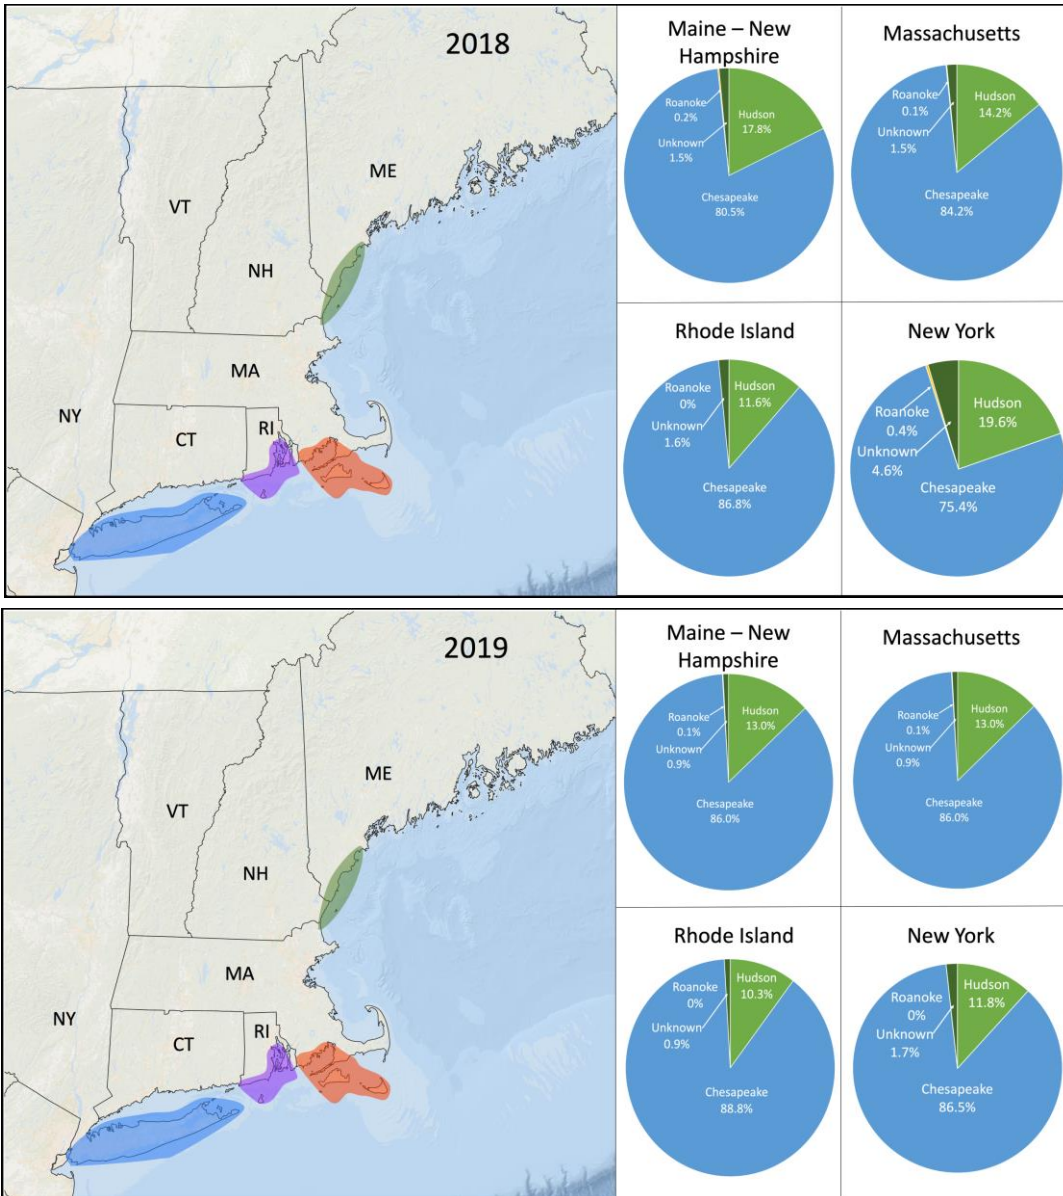 2018
ME
VT
NH
MA
NY
CT
RI
Maine – New
Hampshire
Roanoke
0.2%
Hudson
17.8%
Unknown
1.5%
Chesapeake
80.5%
Massachusetts
Roanoke
0.1%
Hudson
14.2%
Unknown
1.5%
Chesapeake
84.2%
Rhode Island
Roanoke
0%
Hudson
11.6%
Unknown
1.6%
Chesapeake
86.8%
New York
Roanoke
0.4%
Hudson
19.6%
Unknown
4.6%
Chesapeake
75.4%
2019
ME
VT
NH
MA
NY
CT
RI
Maine – New
Hampshire
Roanoke
0.1%
Hudson
13.0%
Unknown
0.9%
Chesapeake
86.0%
Massachusetts
Roanoke
0.1%
Hudson
13.0%
Unknown
0.9%
Chesapeake
86.0%
Rhode Island
Roanoke
0%
Hudson
10.3%
Unknown
0.9%
Chesapeake
88.8%
New York
Roanoke
0%
Hudson
11.8%
Unknown
1.7%
Chesapeake
86.5%